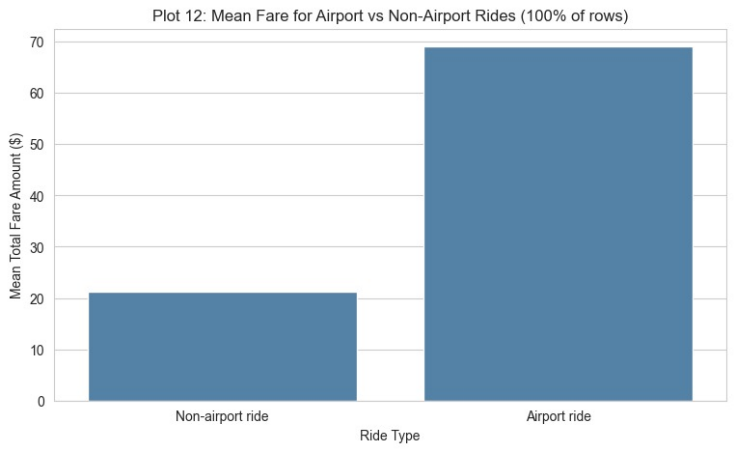 Plot 12: Mean Fare for Airport vs Non-Airport Rides (100% of rows)
Mean Total Fare Amount ($)
70
60
50
40
30
20
10
0
Non-airport ride
Airport ride
Ride Type